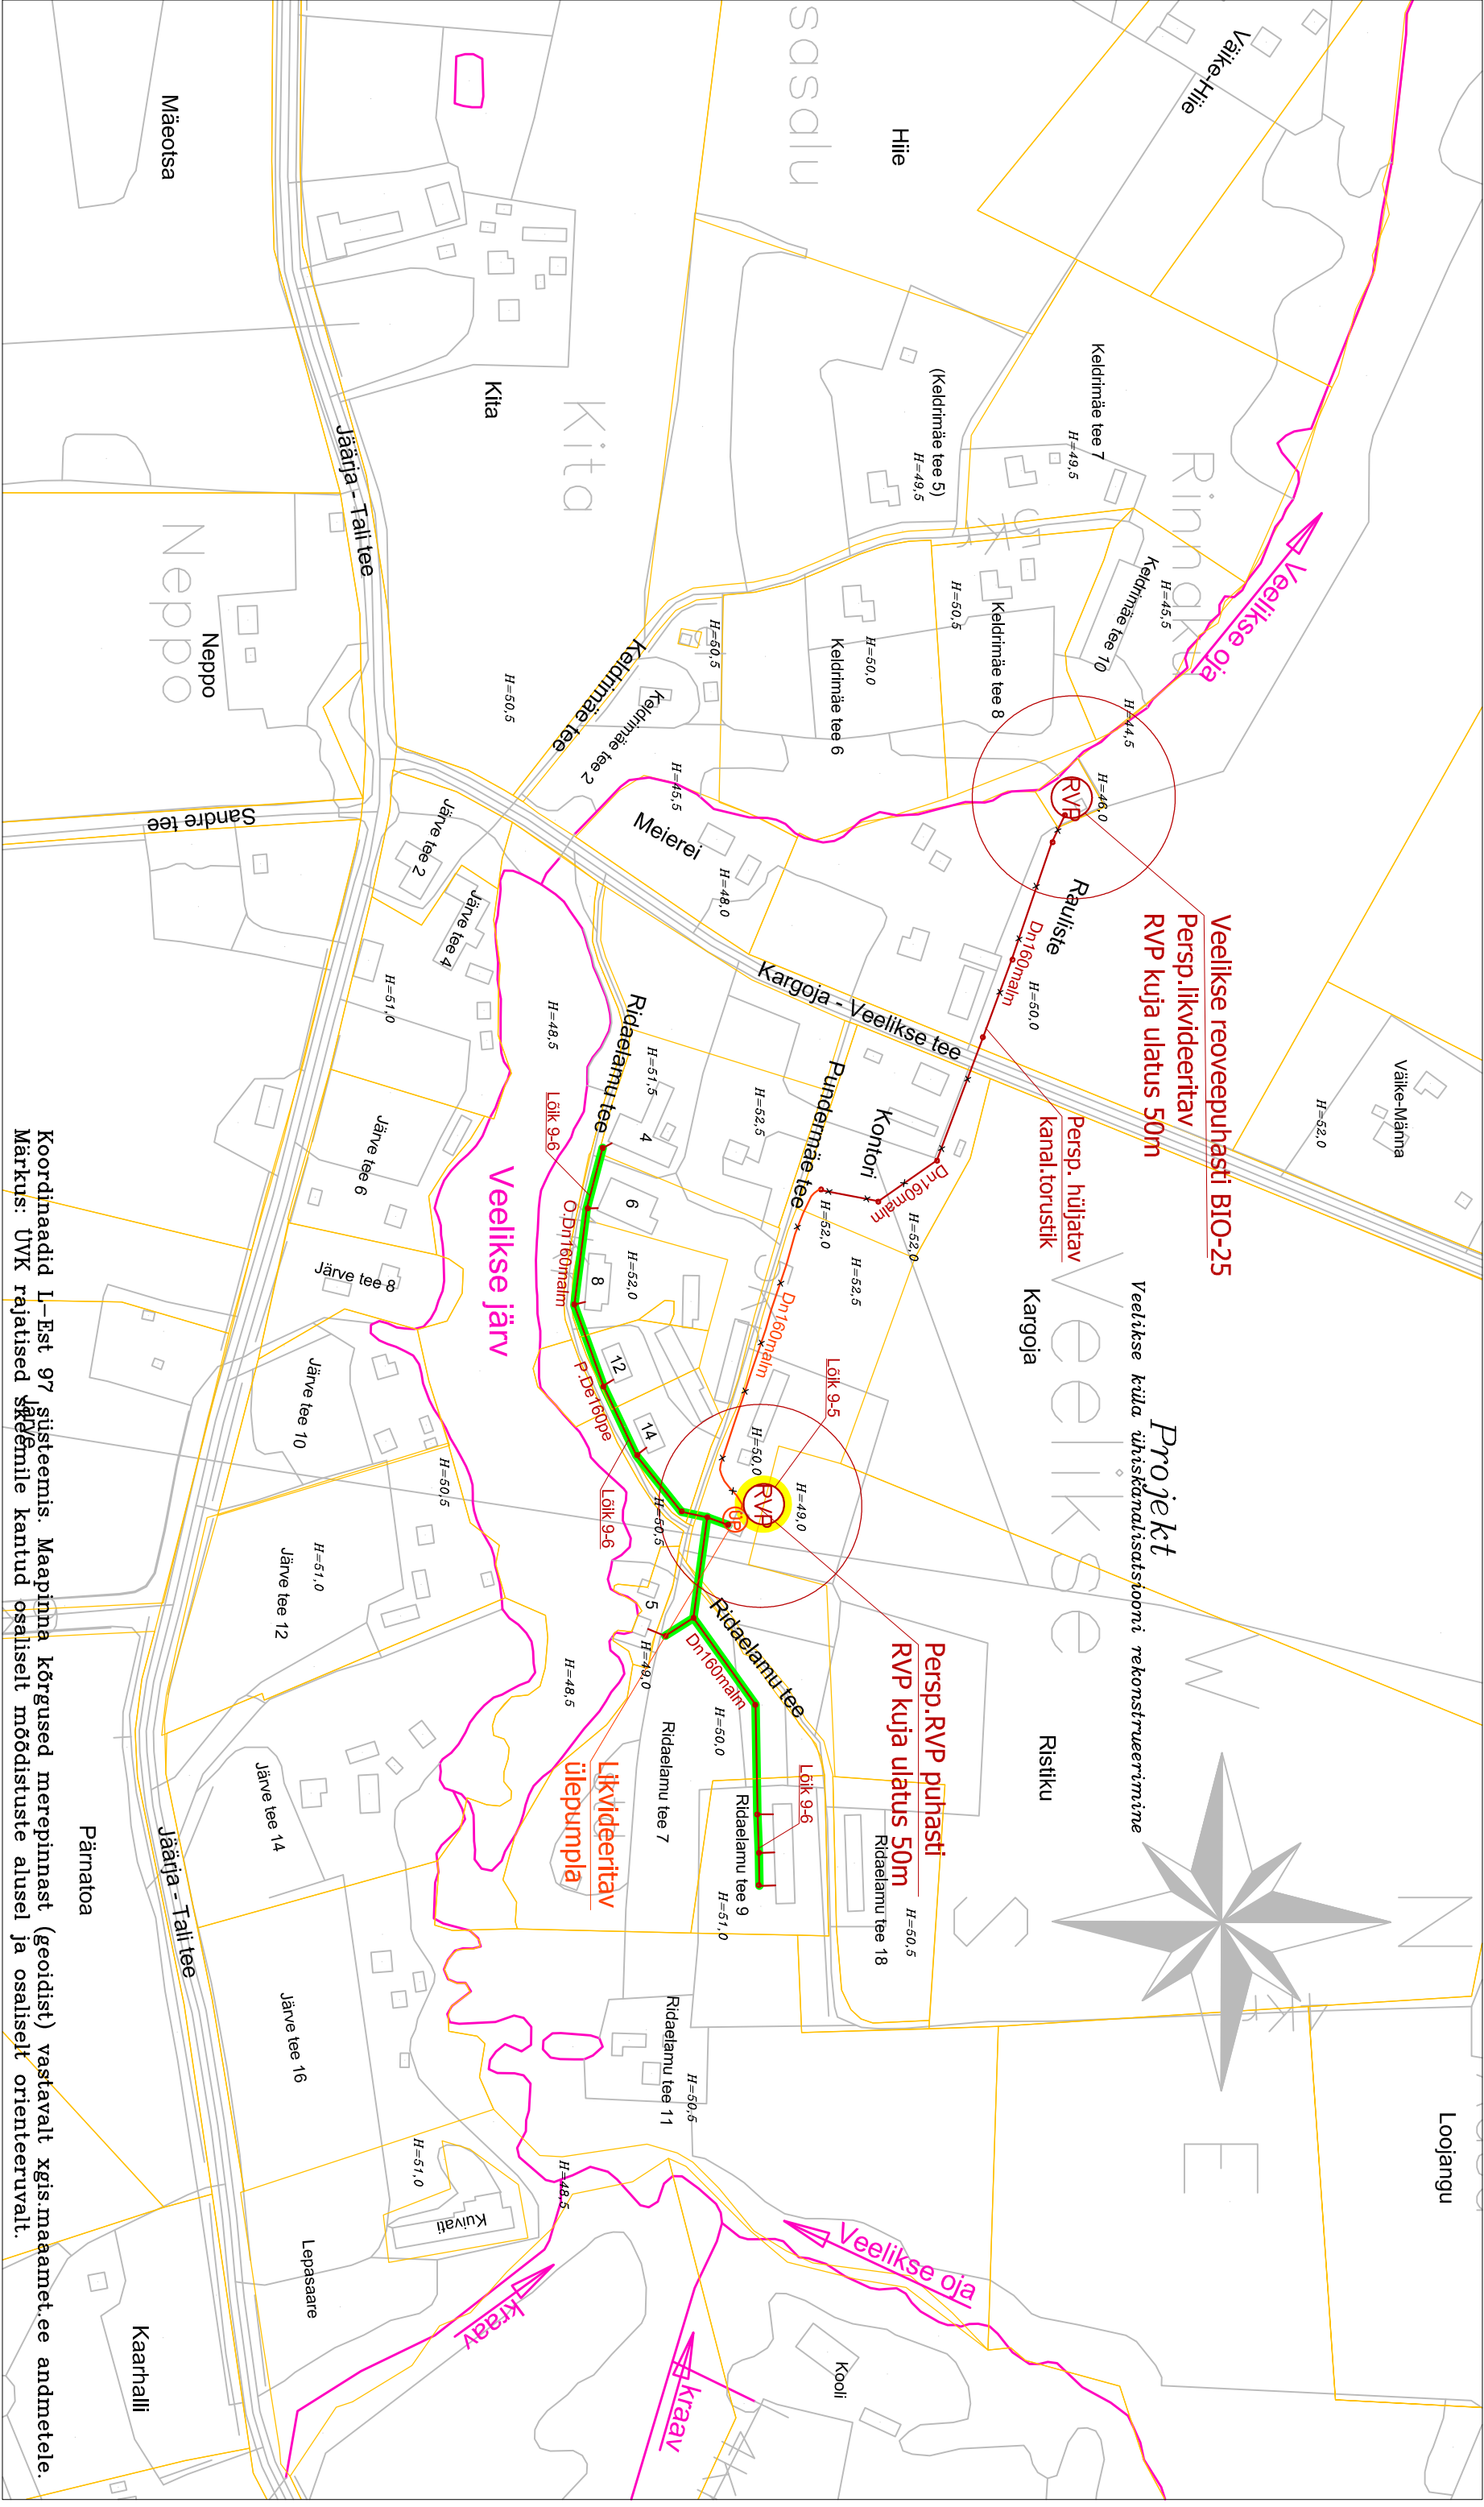 Projekt
Veelikse küla ühiskanalisatsiooni rekonstrueerimine
N
E
S
W
Loojangu
Väike-Männa
H=52,0
Väike-Hiie
Hiie
Veelikse oja
Veelikse reoveepuhasti BIO-25
Persp.likvideeritav
RVP kuja ulatus 50m
Persp. hüljatav
kanal.torustik
Veelikse
Kargoja
Ristiku
Persp.RVP puhasti
RVP kuja ulatus 50m
Keldrimäe tee 7
H=49,5
(Keldrimäe tee 5)
H=49,5
Keldrimäe tee 10
H=45,5
Keldrimäe tee 8
H=50,5
Keldrimäe tee 6
H=50,0
H=44,5
H=46,0
RVP
Rauliste
Dn160malm
H=50,0
Kargoja - Veelikse tee
Kontori
Dn160malm
H=52,0
H=52,0
H=52,5
Pundermäe tee
Dn160malm
Lõik 9-5
H=50,0
H=49,0
RVP
ÜP
sasalu
Kita
Kita
H=50,5
Keldrimäe tee
Keldrimäe tee 2
H=50,5
H=45,5
Meierei
H=48,0
H=52,5
Ridaelamu tee
H=51,5
4
6
8
12
14
5
H=52,0
Lõik 9-6
O.Dn160malm
P.De160pe
Lõik 9-6
H=50,5
H=49,0
Ridaelamu tee
Dn160malm
H=50,0
Lõik 9-6
Ridaelamu tee 7
Ridaelamu tee 9
H=51,0
Ridaelamu tee 18
H=50,5
Ridaelamu tee 11
H=50,5
Likvideeritav
ülepumpla
Veelikse järv
H=48,5
H=48,5
H=48,5
Veelikse oja
kraav
kraav
Kooli
Kuivati
H=51,0
Lepasaare
Mäeotsa
Jäärja - Tali tee
Neppo
Neppo
Sandre tee
Järve tee 2
Järve tee 4
H=51,0
Järve tee 6
Järve tee 8
Järve tee 10
H=50,5
Järve tee 12
H=51,0
Järve tee 14
Järve tee 16
Jäärja - Tali tee
Pärnatoa
Kaarhalli
Järve
Koordinaadid L-Est 97 süsteemis. Maapinna kõrgused merepinnast (geoidist) vastavalt xgis.maaamet.ee andmetele.
Märkus: ÜVK rajatised skeemile kantud osaliselt mõõdistuste alusel ja osaliselt orienteeruvalt.